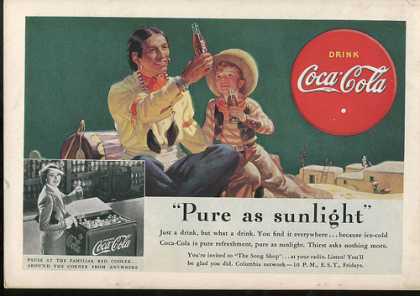 DRINK
Coca-Cola
"Pure as sunlight"
Just a drink, but what a drink. You find it everywhere... because ice-cold
Coca-Cola is pure refreshment, pure as sunlight. Thirst asks nothing more.
You're invited to "The Song Shop"...at your radio. Listen! You'll
be glad you did. Columbia network—10 P.M., E.S.T., Fridays.
Coca-Cola
PAUSE AT THE FAMILIAR RED COOLER
AROUND THE CORNER FROM ANYWHERE